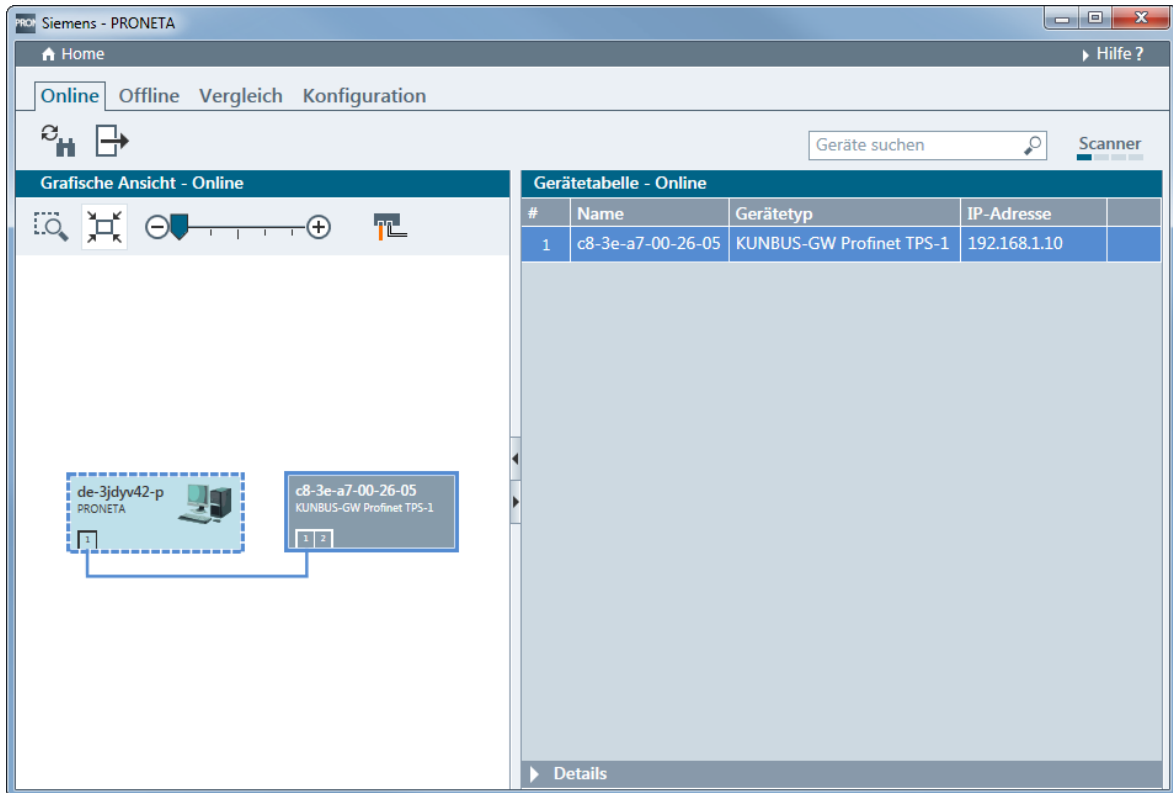 PRON Siemens - PRONETA
Home Hilfe ?
Online Offline Vergleich Konfiguration
Geräte suchen Scanner
Grafische Ansicht - Online
Gerätetabelle - Online
# Name Gerätetyp IP-Adresse
1 c8-3e-a7-00-26-05 KUNBUS-GW Profinet TPS-1 192.168.1.10
de-3jdyv42-p
PRONETA
1
c8-3e-a7-00-26-05
KUNBUS-GW Profinet TPS-1
1 2
Details